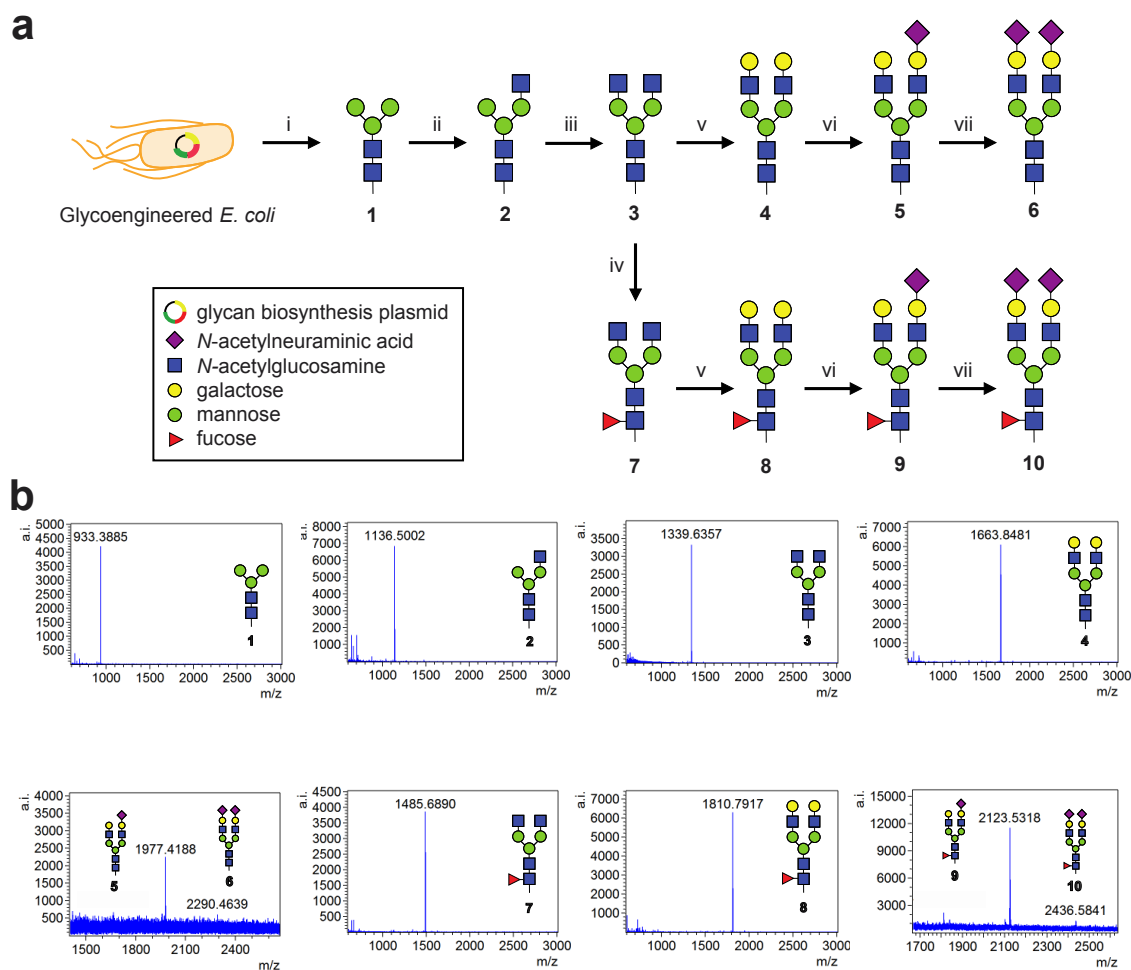 a
i
ii
iii
v
vi
vii
Glycoengineered E. coli
1
2
3
4
5
6
iv
glycan biosynthesis plasmid
N-acetylneuraminic acid
N-acetylglucosamine
galactose
mannose
fucose
v
vi
vii
7
8
9
10
b
a.i.
5000
4500
4000
3500
3000
2500
2000
1500
1000
500
933.3885
1
1000 1500 2000 2500 3000
m/z
a.i.
8000
7000
6000
5000
4000
3000
2000
1000
1136.5002
2
1000 1500 2000 2500 3000
m/z
a.i.
3500
3000
2500
2000
1500
1000
500
0
1339.6357
3
1000 1500 2000 2500 3000
m/z
a.i.
7000
6000
5000
4000
3000
2000
1000
1663.8481
4
1000 1500 2000 2500 3000
m/z
a.i.
4000
3500
3000
2500
2000
1500
1000
500
5
1977.4188
6
2290.4639
1400 1600 1800 2000 2200 2400
m/z
a.i.
4500
4000
3500
3000
2500
2000
1500
1000
500
1485.6890
7
1000 1500 2000 2500 3000
m/z
a.i.
7000
6000
5000
4000
3000
2000
1000
1810.7917
8
1000 1500 2000 2500 3000
m/z
a.i.
15000
12000
9000
6000
3000
2123.5318
9
10
2436.5841
1700 1900 2100 2300 2500
m/z